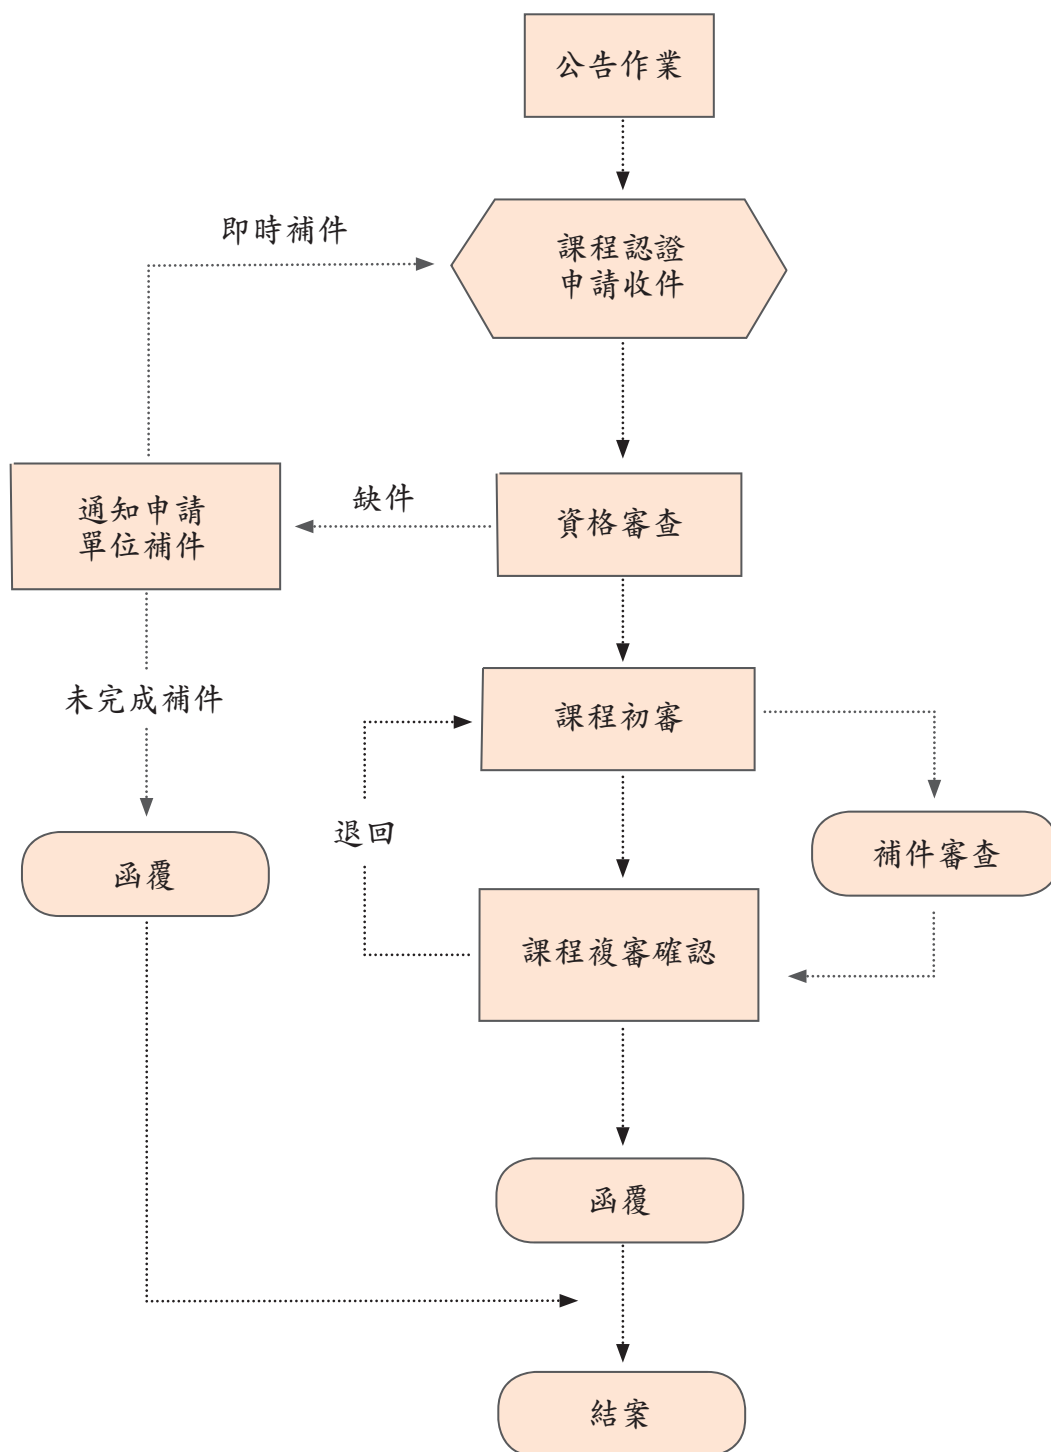 公告作業
即時補件
課程認證
申請收件
通知申請
單位補件
缺件
資格審查
未完成補件
課程初審
退回
補件審查
函覆
課程複審確認
函覆
結案